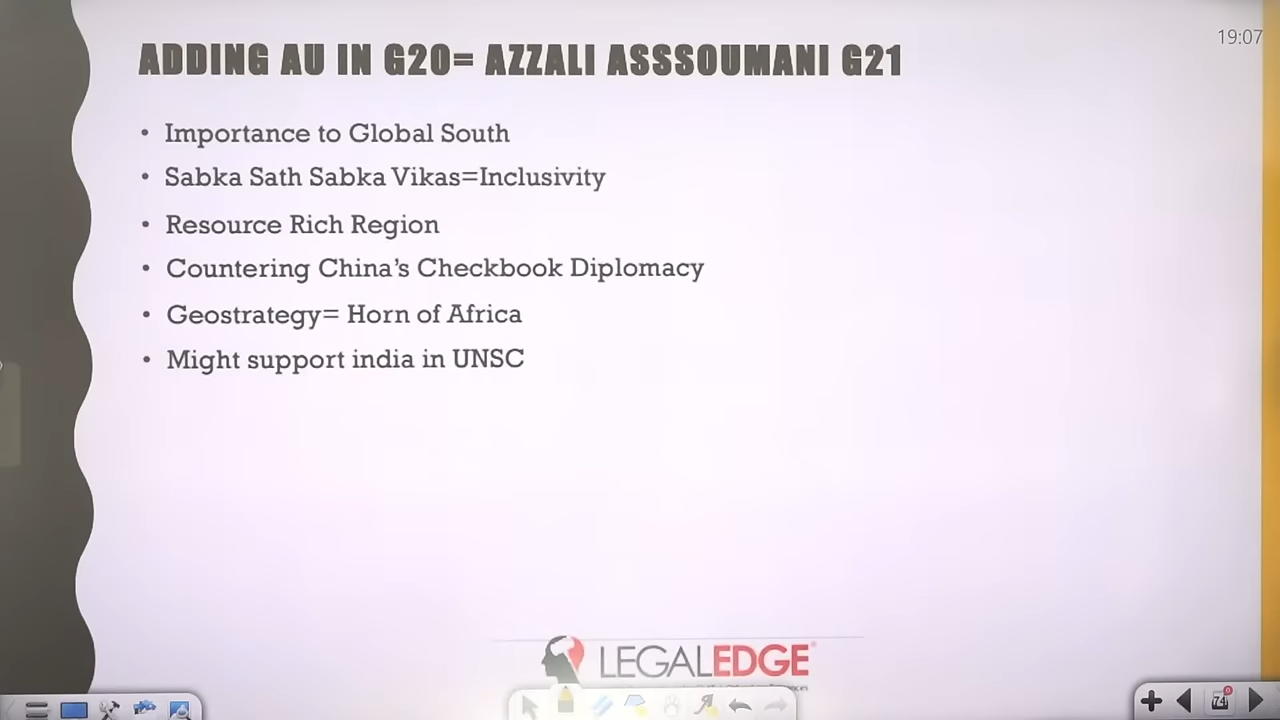 19:07
ADDING AU IN G20= AZZALI ASSSOUMANI G21
• Importance to Global South
• Sabka Sath Sabka Vikas=Inclusivity
• Resource Rich Region
• Countering China's Checkbook Diplomacy
• Geostrategy= Horn of Africa
• Might support india in UNSC
LEGALEDGE
74